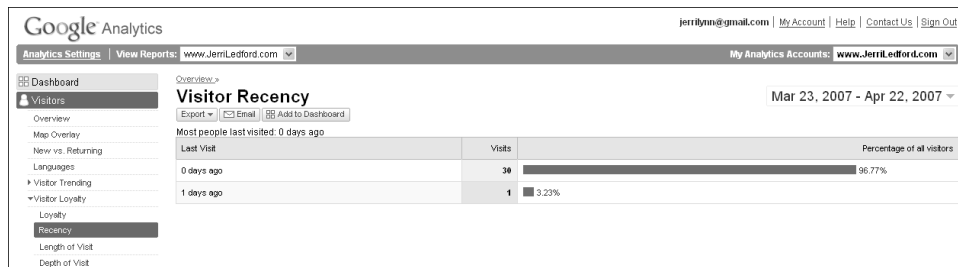 Google Analytics
jerrilynn@gmail.com | My Account | Help | Contact Us | Sign Out
Analytics Settings | View Reports: www.JerriLedford.com My Analytics Accounts: www.JerriLedford.com
Dashboard
Visitors
Overview
Map Overlay
New vs. Returning
Languages
Visitor Trending
Visitor Loyalty
Loyalty
Recency
Length of Visit
Depth of Visit
Overview »
Visitor Recency
Mar 23, 2007 - Apr 22, 2007
Export Email Add to Dashboard
Most people last visited: 0 days ago
Last Visit Visits Percentage of all visitors
0 days ago 30 96.77%
1 days ago 1 3.23%